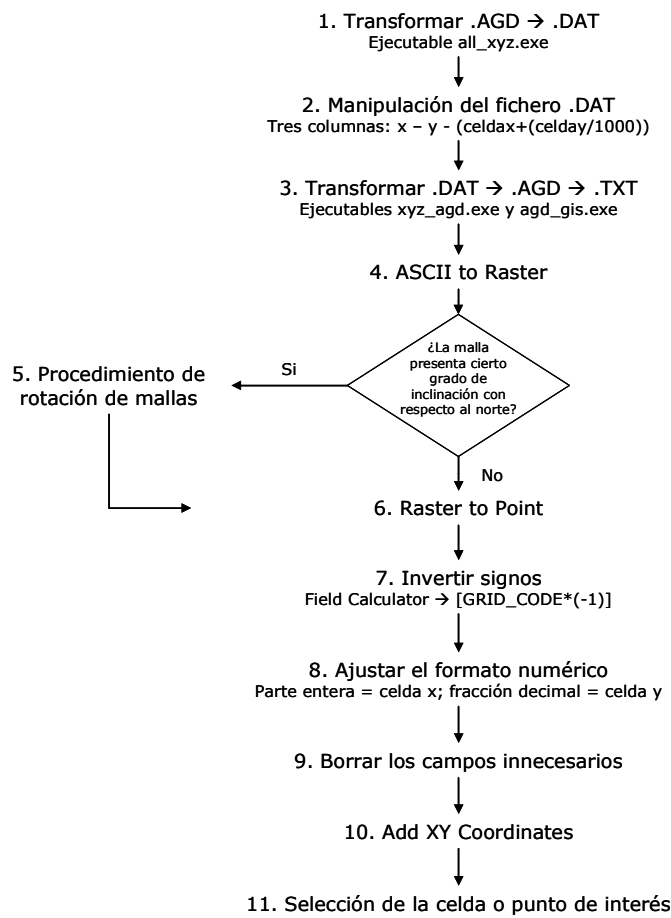 1. Transformar .AGD → .DAT
Ejecutable all_xyz.exe
2. Manipulación del fichero .DAT
Tres columnas: x – y - (celdax+(celday/1000))
3. Transformar .DAT → .AGD → .TXT
Ejecutables xyz_agd.exe y agd_gis.exe
4. ASCII to Raster
¿La malla
presenta cierto
grado de
inclinación con
respecto al norte?
Si
5. Procedimiento de
rotación de mallas
No
6. Raster to Point
7. Invertir signos
Field Calculator → [GRID_CODE*(-1)]
8. Ajustar el formato numérico
Parte entera = celda x; fracción decimal = celda y
9. Borrar los campos innecesarios
10. Add XY Coordinates
11. Selección de la celda o punto de interés